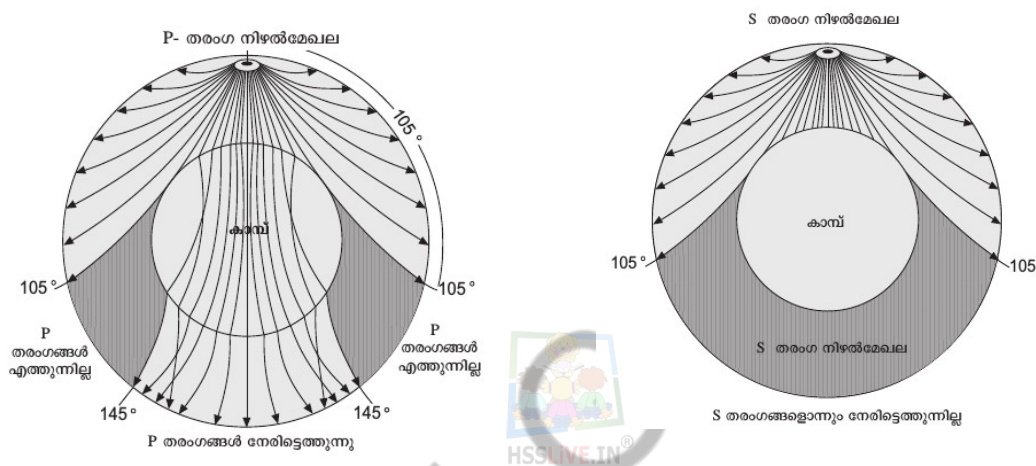 P- തരംഗ നിഴൽമേഖല
105°
കാമ്പ്
105°
105°
P
തരംഗങ്ങൾ
എത്തുന്നില്ല
P
തരംഗങ്ങൾ
എത്തുന്നില്ല
145°
145°
P തരംഗങ്ങൾ നേരിട്ടെത്തുന്നു
S തരംഗ നിഴൽമേഖല
കാമ്പ്
105°
105
S തരംഗ നിഴൽമേഖല
S തരംഗങ്ങളൊന്നും നേരിട്ടെത്തുന്നില്ല
HSSLiVE.IN®